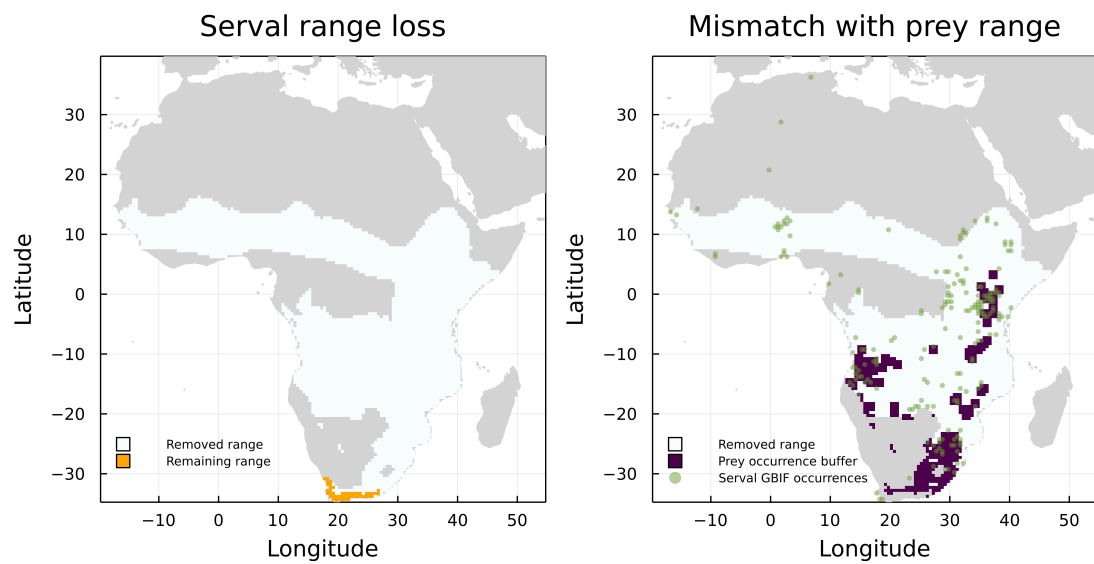 Serval range loss
Mismatch with prey range
Latitude
30
20
10
0
−10
−20
−30
Removed range
Remaining range
−10
0
10
20
30
40
50
Longitude
Latitude
30
20
10
0
−10
−20
−30
Removed range
Prey occurrence buffer
Serval GBIF occurrences
−10
0
10
20
30
40
50
Longitude